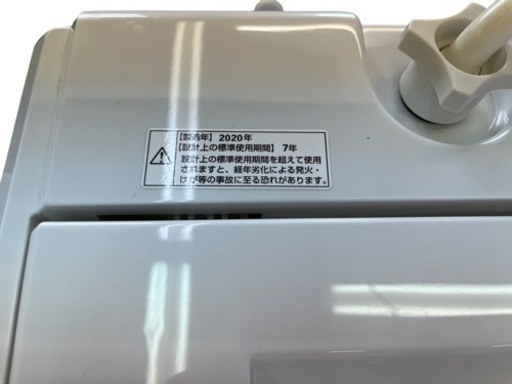 【製造年】2020年
【設計上の標準使用期間】7年
設計上の標準使用期間を超えて使用
されますと、経年劣化による発火・
けが等の事故に至る恐れがあります。